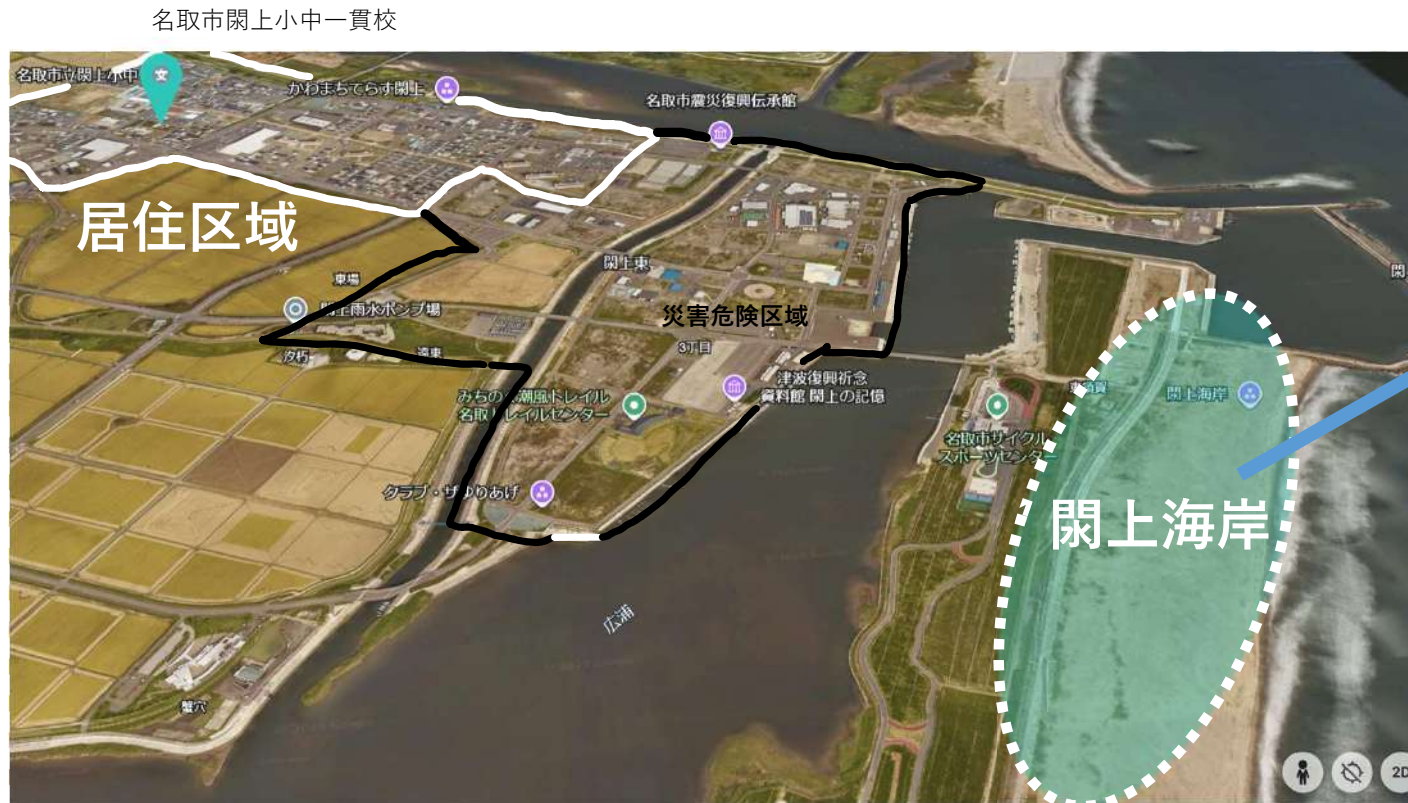 名取市閖上小中一貫校
名取市立閖上小中
文
かわまちてらす閖上
名取市震災復興伝承館
居住区域
閖上東
東場
閖上雨水ポンプ場
災害危険区域
汐朽
遠東
3丁目
みちのく潮風トレイル
名取トレイルセンター
津波復興祈念
資料館 閖上の記憶
東須賀
閖上海岸
名取市サイクル
スポーツセンター
クラブ・ザゆりあげ
閖上海岸
広浦
蟹穴
閖
2D